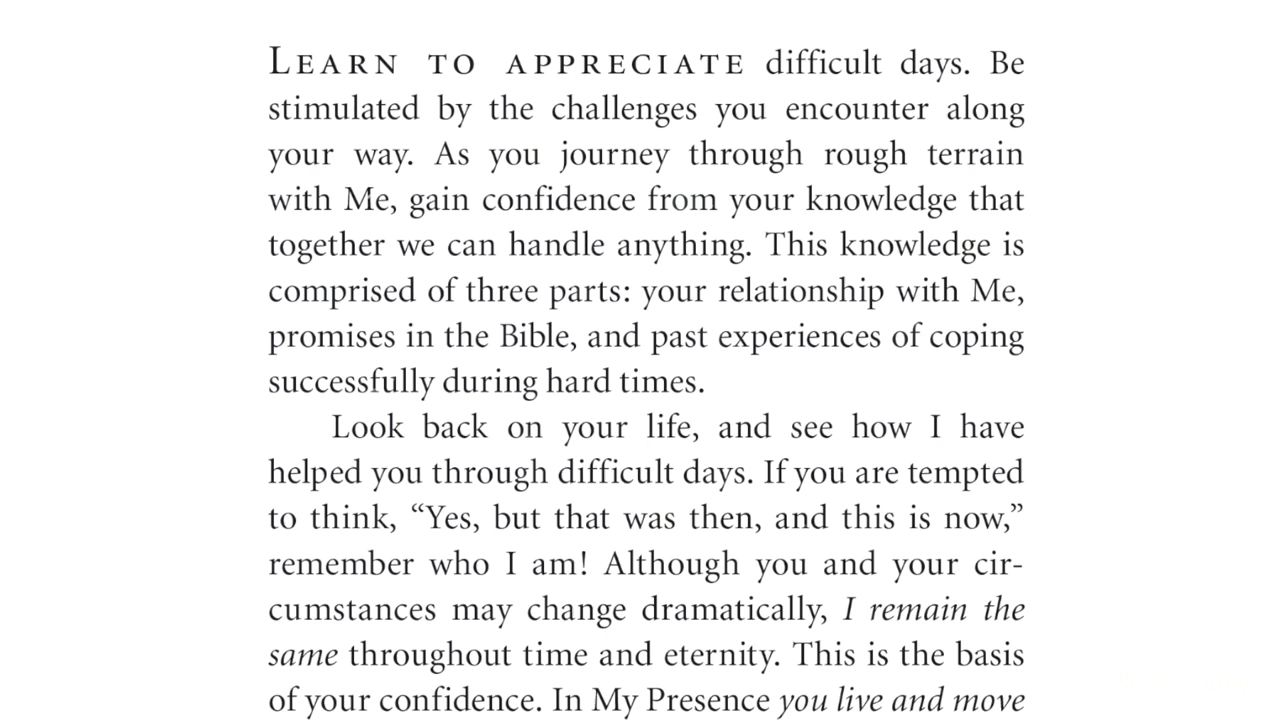 LEARN TO APPRECIATE difficult days. Be
stimulated by the challenges you encounter along
your way. As you journey through rough terrain
with Me, gain confidence from your knowledge that
together we can handle anything. This knowledge is
comprised of three parts: your relationship with Me,
promises in the Bible, and past experiences of coping
successfully during hard times.
Look back on your life, and see how I have
helped you through difficult days. If you are tempted
to think, “Yes, but that was then, and this is now,”
remember who I am! Although you and your cir-
cumstances may change dramatically, I remain the
same throughout time and eternity. This is the basis
of your confidence. In My Presence you live and move